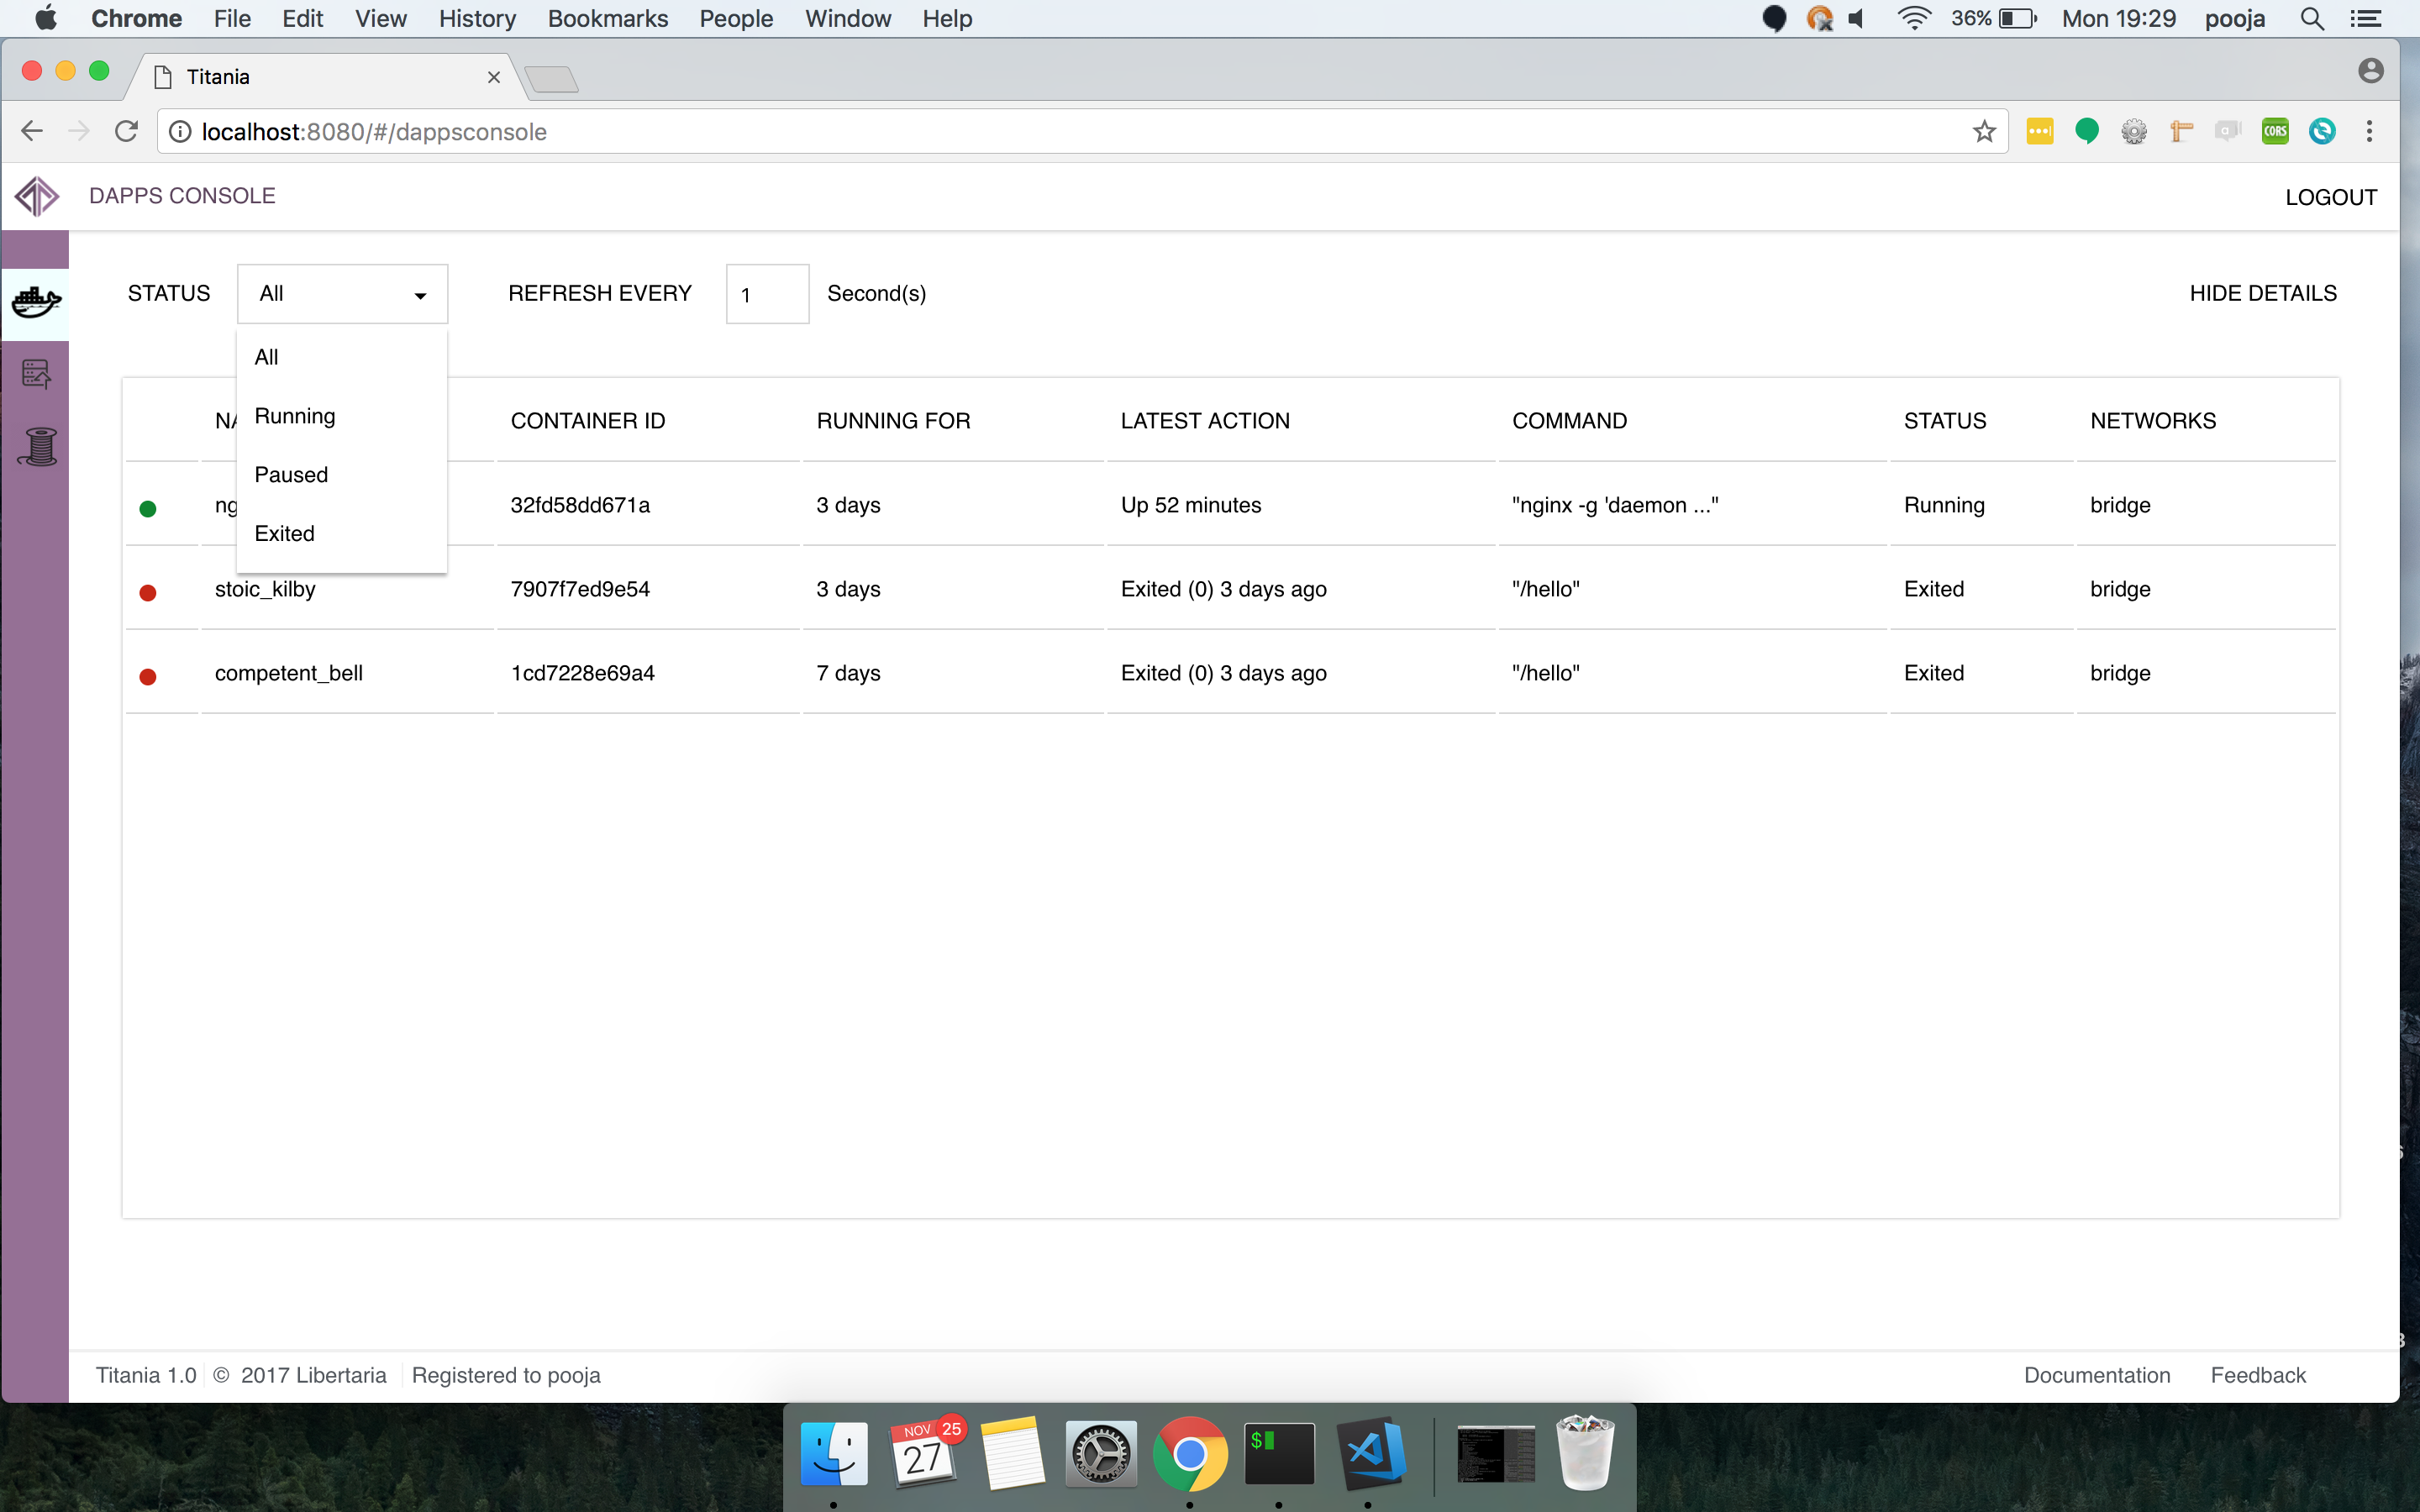 Chrome File Edit View History Bookmarks People Window Help 36% Mon 19:29 pooja
Titania
localhost:8080/#/dappsconsole CORS
DAPPS CONSOLE LOGOUT
STATUS All REFRESH EVERY 1 Second(s) HIDE DETAILS
All
Running
Paused
Exited
NA CONTAINER ID RUNNING FOR LATEST ACTION COMMAND STATUS NETWORKS
ng 32fd58dd671a 3 days Up 52 minutes "nginx -g 'daemon ..." Running bridge
stoic_kilby 7907f7ed9e54 3 days Exited (0) 3 days ago "/hello" Exited bridge
competent_bell 1cd7228e69a4 7 days Exited (0) 3 days ago "/hello" Exited bridge
Titania 1.0 © 2017 Libertaria Registered to pooja Documentation Feedback
NOV 25
27
$